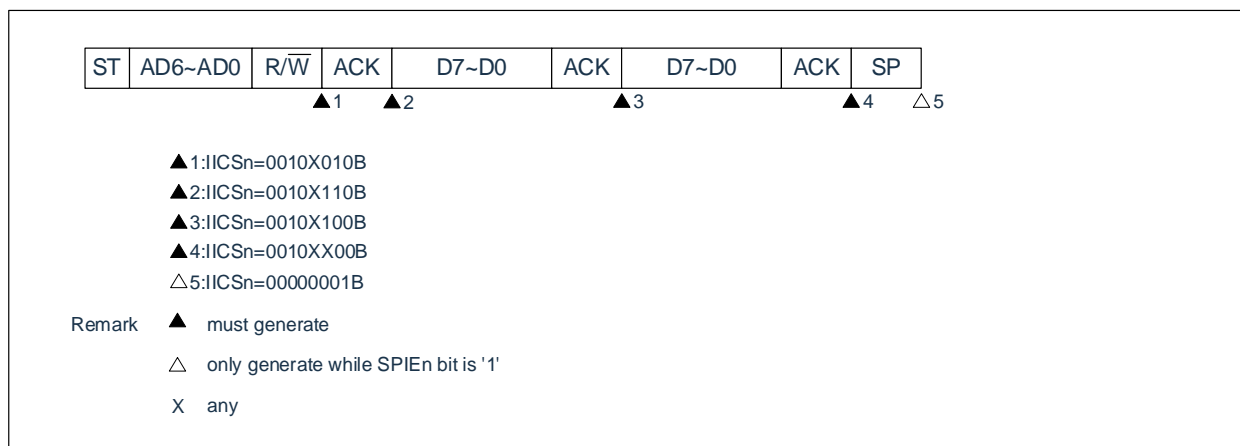 ST AD6~AD0 R/W̅ ACK D7~D0 ACK D7~D0 ACK SP
▲1 ▲2 ▲3 ▲4 △5
▲1:IICSn=0010X010B
▲2:IICSn=0010X110B
▲3:IICSn=0010X100B
▲4:IICSn=0010XX00B
△5:IICSn=00000001B
Remark ▲ must generate
△ only generate while SPIEn bit is '1'
X any